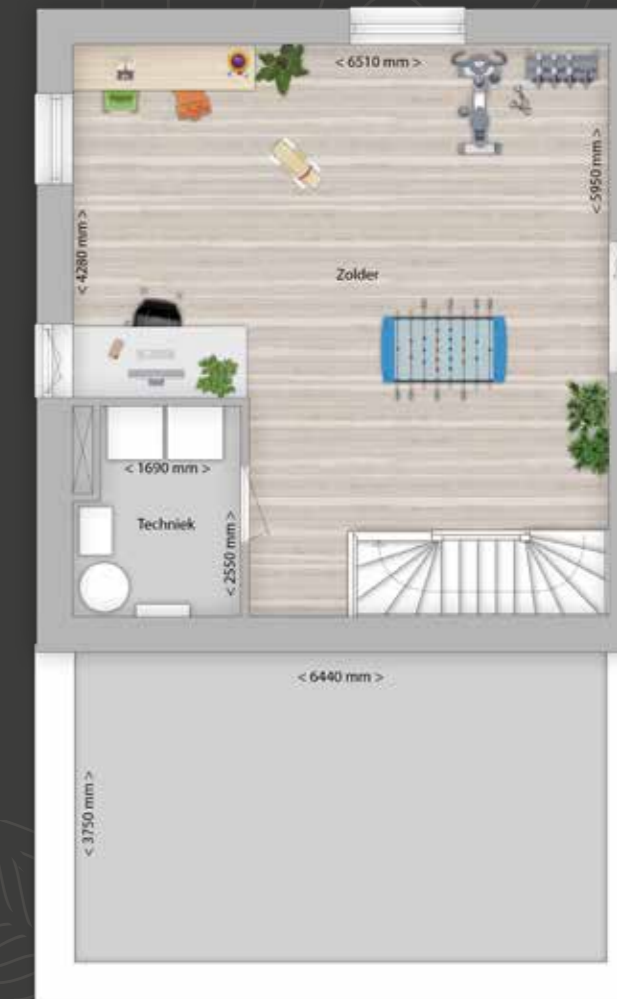 < 6510 mm >
< 5950 mm >
< 4280 mm >
Zolder
< 1690 mm >
Techniek
< 2550 mm >
< 6440 mm >
< 3750 mm >